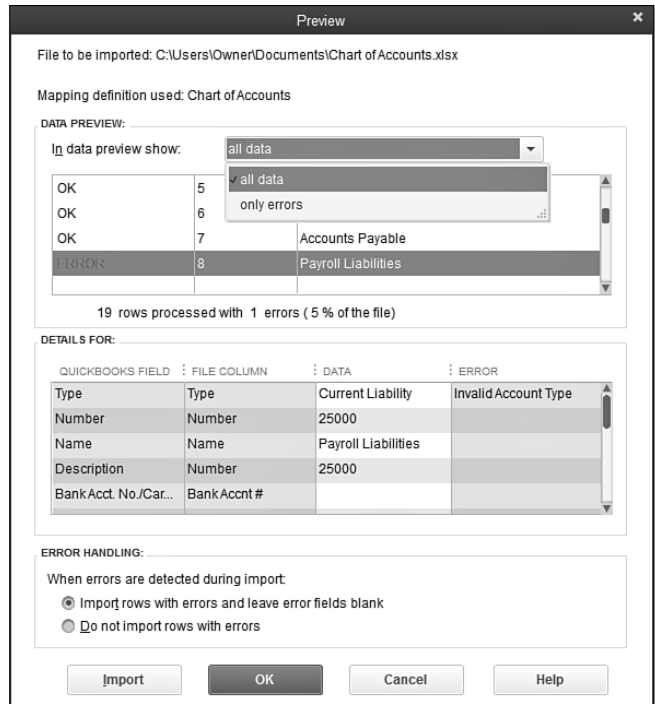 Preview ×
File to be imported: C:\Users\Owner\Documents\Chart of Accounts.xlsx
Mapping definition used: Chart of Accounts
DATA PREVIEW:
In data preview show: all data
✓ all data
only errors
OK 5
OK 6
OK 7 Accounts Payable
ERROR 8 Payroll Liabilities
19 rows processed with 1 errors ( 5 % of the file)
DETAILS FOR:
QUICKBOOKS FIELD FILE COLUMN DATA ERROR
Type Type Current Liability Invalid Account Type
Number Number 25000
Name Name Payroll Liabilities
Description Number 25000
Bank Acct. No./Car... Bank Accnt #
ERROR HANDLING:
When errors are detected during import:
Import rows with errors and leave error fields blank
Do not import rows with errors
Import OK Cancel Help